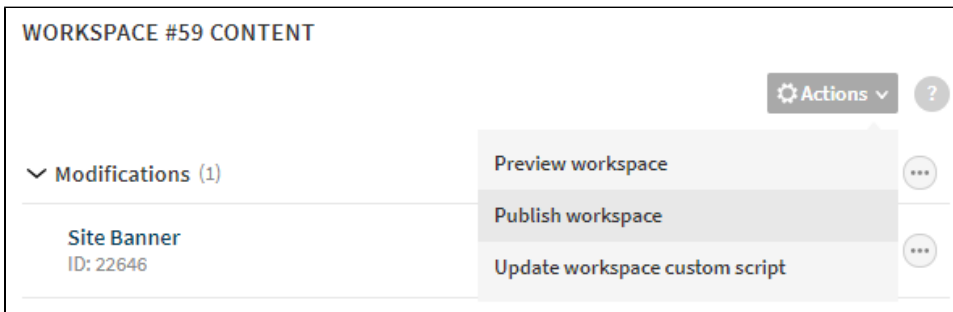 WORKSPACE #59 CONTENT
Actions
?
Modifications (1)
Preview workspace
Publish workspace
Site Banner
ID: 22646
Update workspace custom script